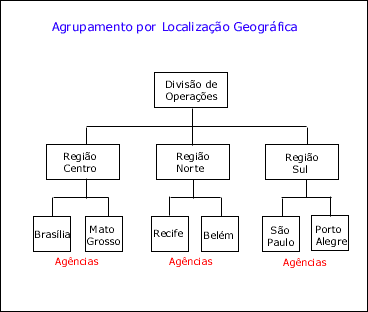 Agrupamento por Localização Geográfica
Divisão de
Operações
Região
Centro
Região
Norte
Região
Sul
Brasília
Mato
Grosso
Recife
Belém
São
Paulo
Porto
Alegre
Agências
Agências
Agências